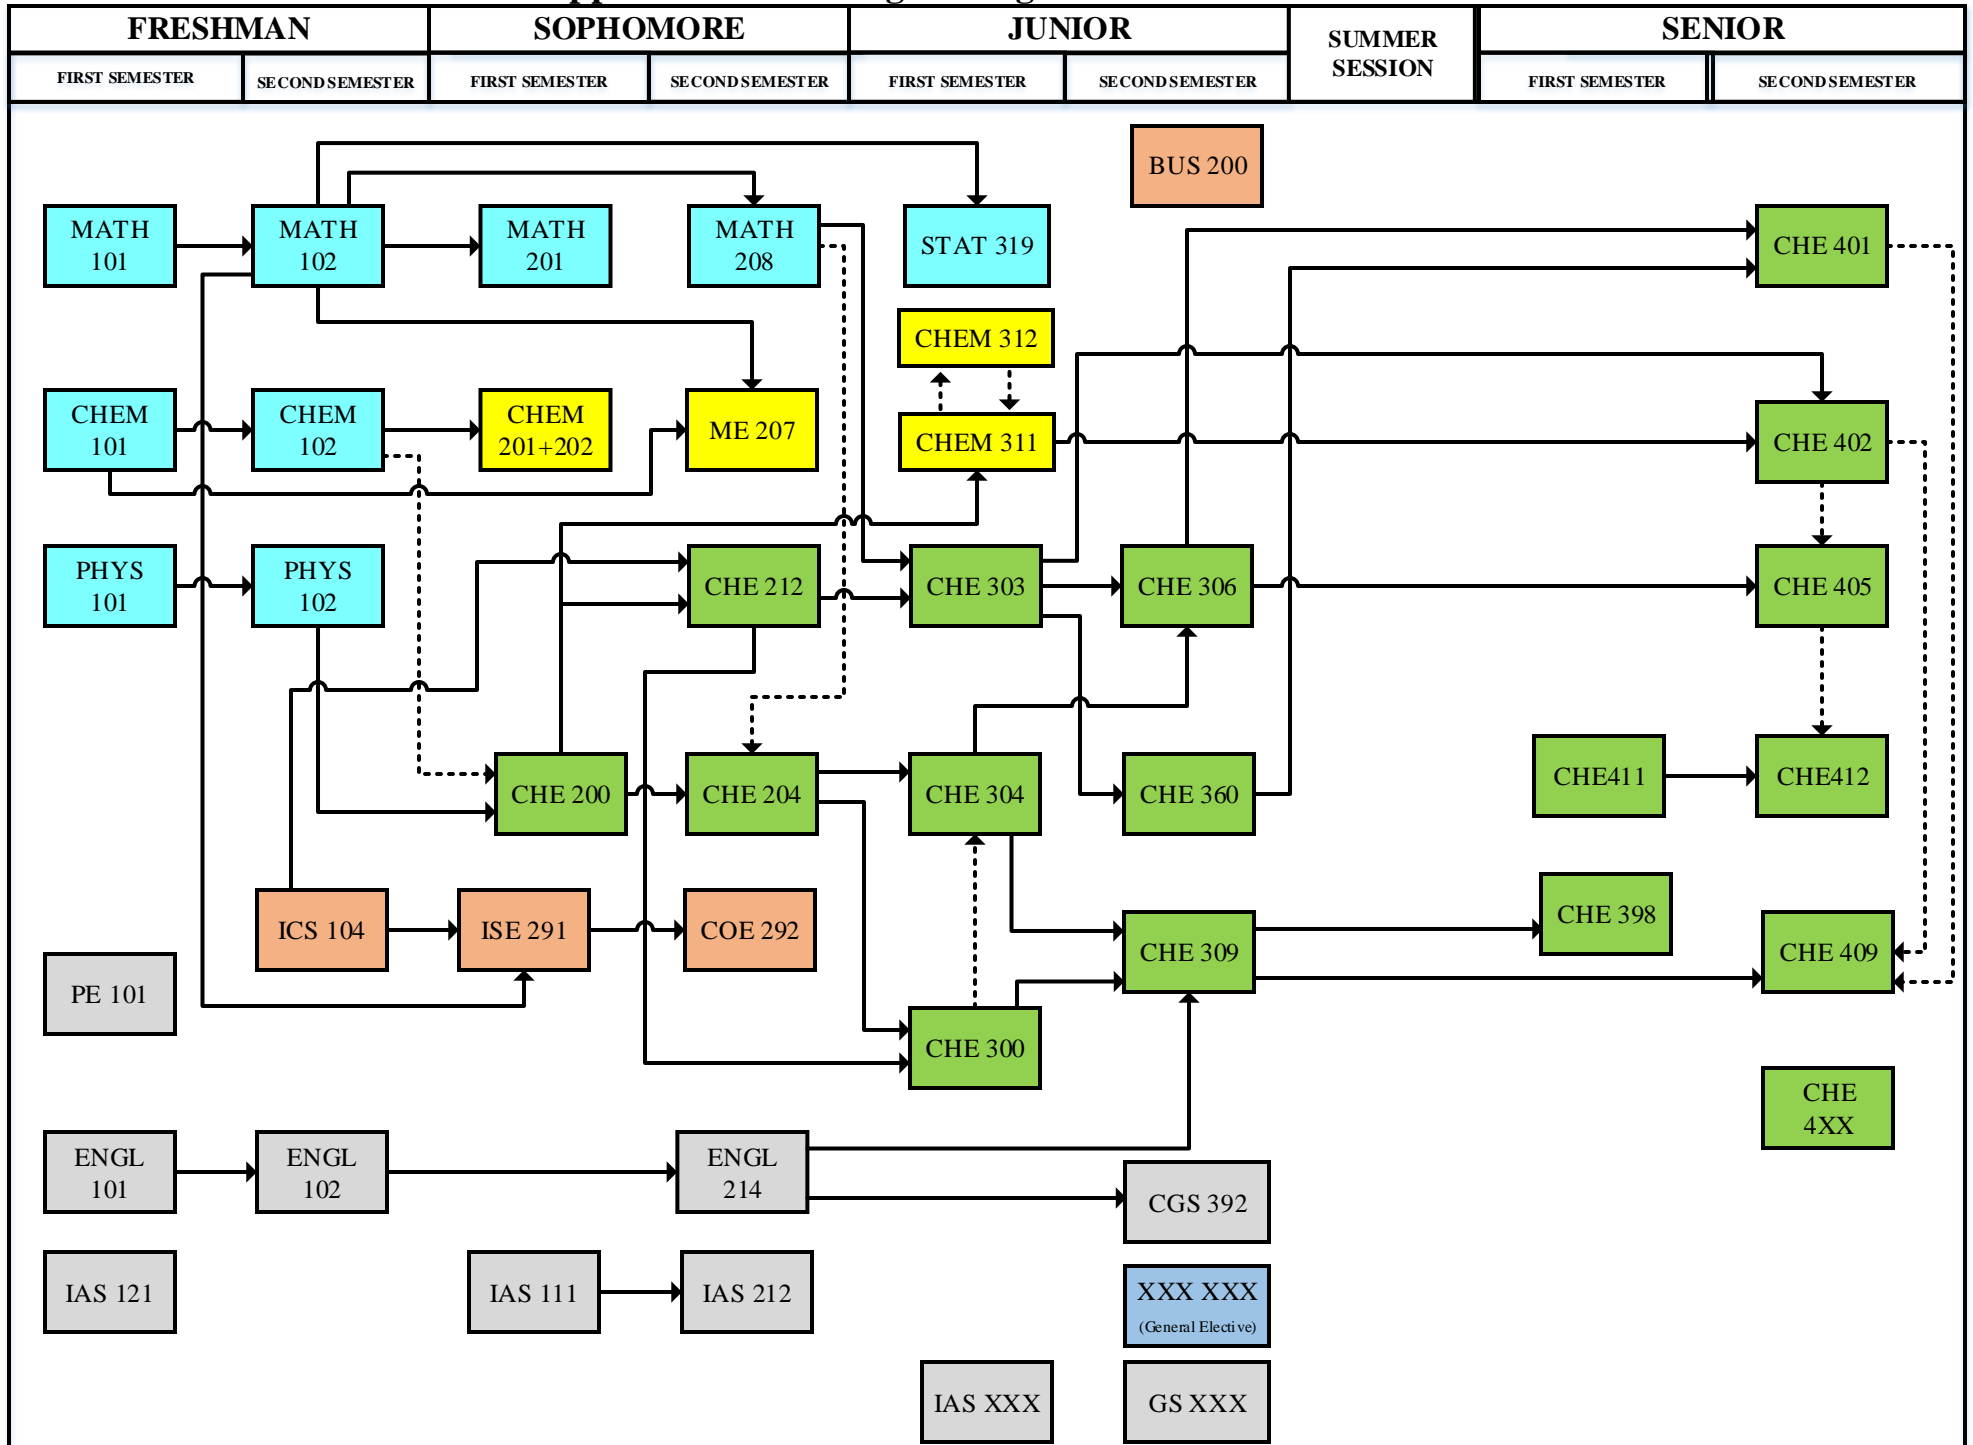 FRESHMAN
SOPHOMORE
JUNIOR
SUMMER
SESSION
SENIOR
FIRST SEMESTER
SECOND SEMESTER
FIRST SEMESTER
SECOND SEMESTER
FIRST SEMESTER
SECOND SEMESTER
FIRST SEMESTER
SECOND SEMESTER
BUS 200
MATH
101
MATH
102
MATH
201
MATH
208
STAT 319
CHE 401
CHEM 312
CHEM
101
CHEM
102
CHEM
201+202
ME 207
CHEM 311
CHE 402
PHYS
101
PHYS
102
CHE 212
CHE 303
CHE 306
CHE 405
CHE 200
CHE 204
CHE 304
CHE 360
CHE411
CHE412
ICS 104
ISE 291
COE 292
CHE 309
CHE 398
CHE 409
PE 101
CHE 300
CHE
4XX
ENGL
101
ENGL
102
ENGL
214
CGS 392
IAS 121
IAS 111
IAS 212
XXX XXX
(General Elective)
IAS XXX
GS XXX